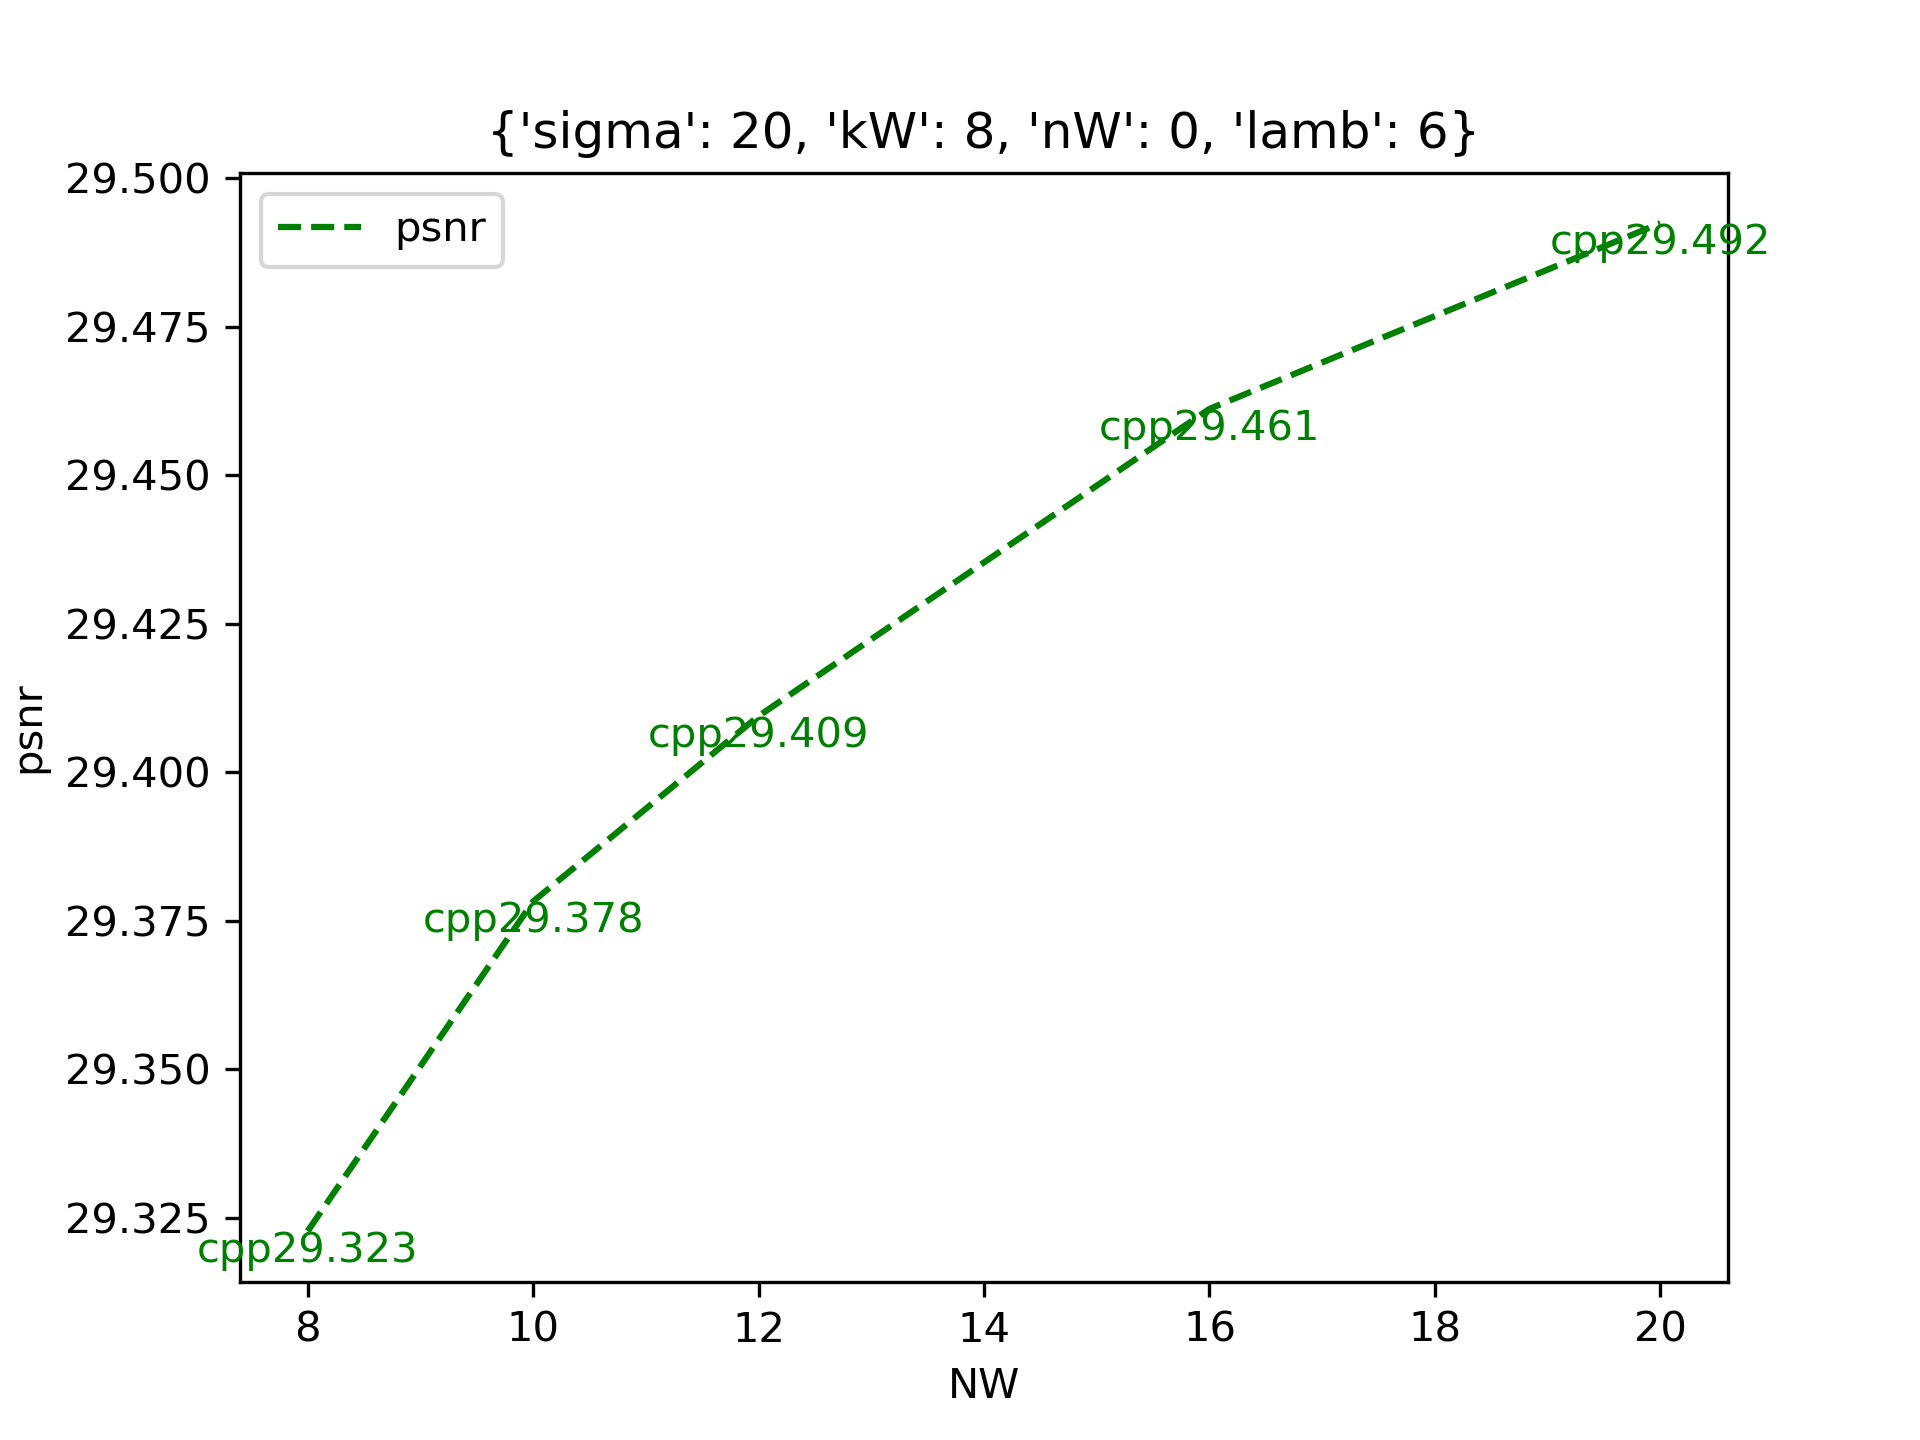 {'sigma': 20, 'kW': 8, 'nW': 0, 'lamb': 6}
psnr
29.500
29.475
29.450
29.425
29.400
29.375
29.350
29.325
psnr
cpp29.492
cpp29.461
cpp29.409
cpp29.378
cpp29.323
8 10 12 14 16 18 20
NW